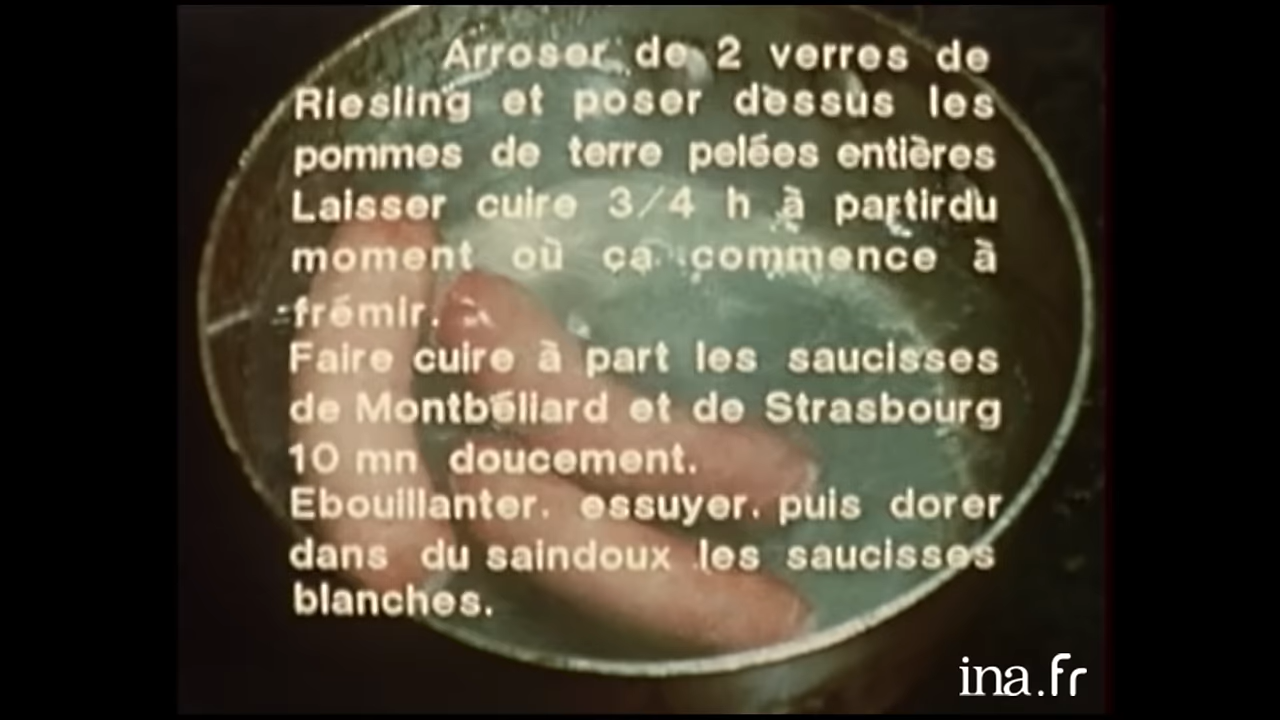 Arroser de 2 verres de
Riesling et poser dessus les
pommes de terre pelées entières
Laisser cuire 3/4 h à partirdu
moment où ça commence à
frémir.
Faire cuire à part les saucisses
de Montbéliard et de Strasbourg
10 mn doucement.
Ebouillanter. essuyer. puis dorer
dans du saindoux les saucisses
blanches.
ina.fr